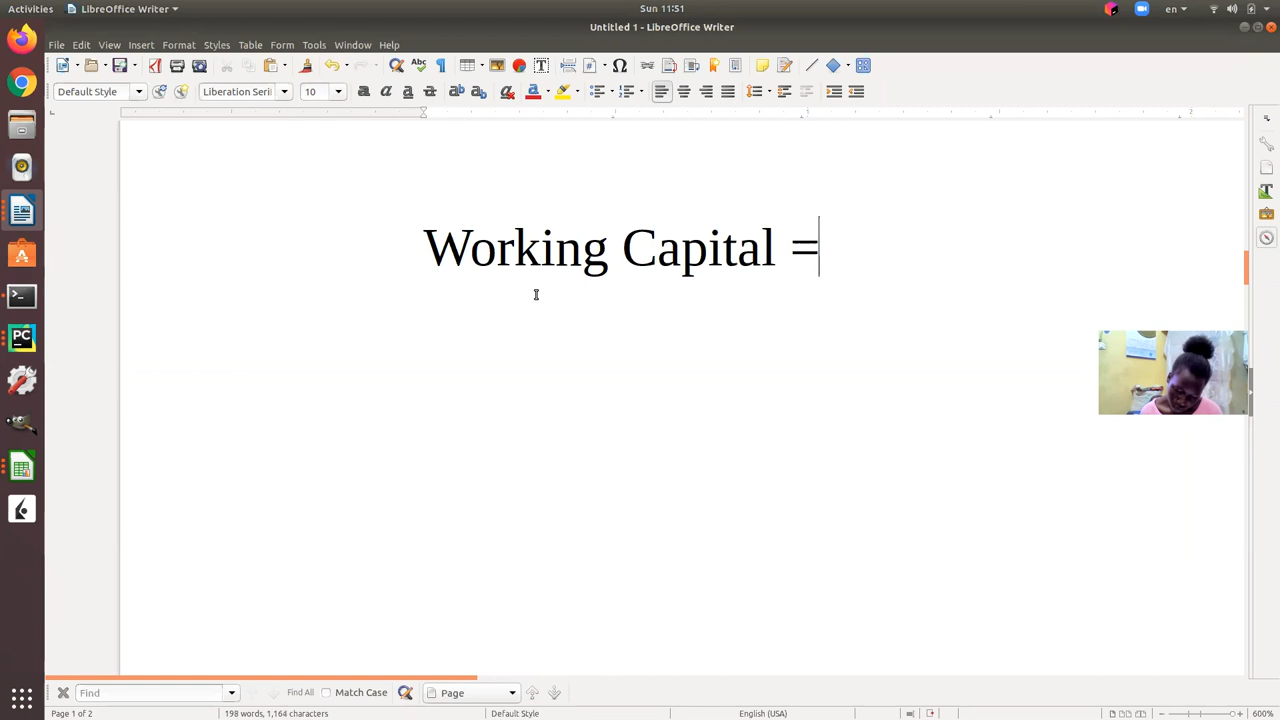 Activities LibreOffice Writer Sun 11:51 en
Untitled 1 - LibreOffice Writer
File Edit View Insert Format Styles Table Form Tools Window Help
Default Style Liberation Seri 10
Working Capital =
Find Find All Match Case Page
Page 1 of 2 198 words, 1,164 characters Default Style English (USA) 600%